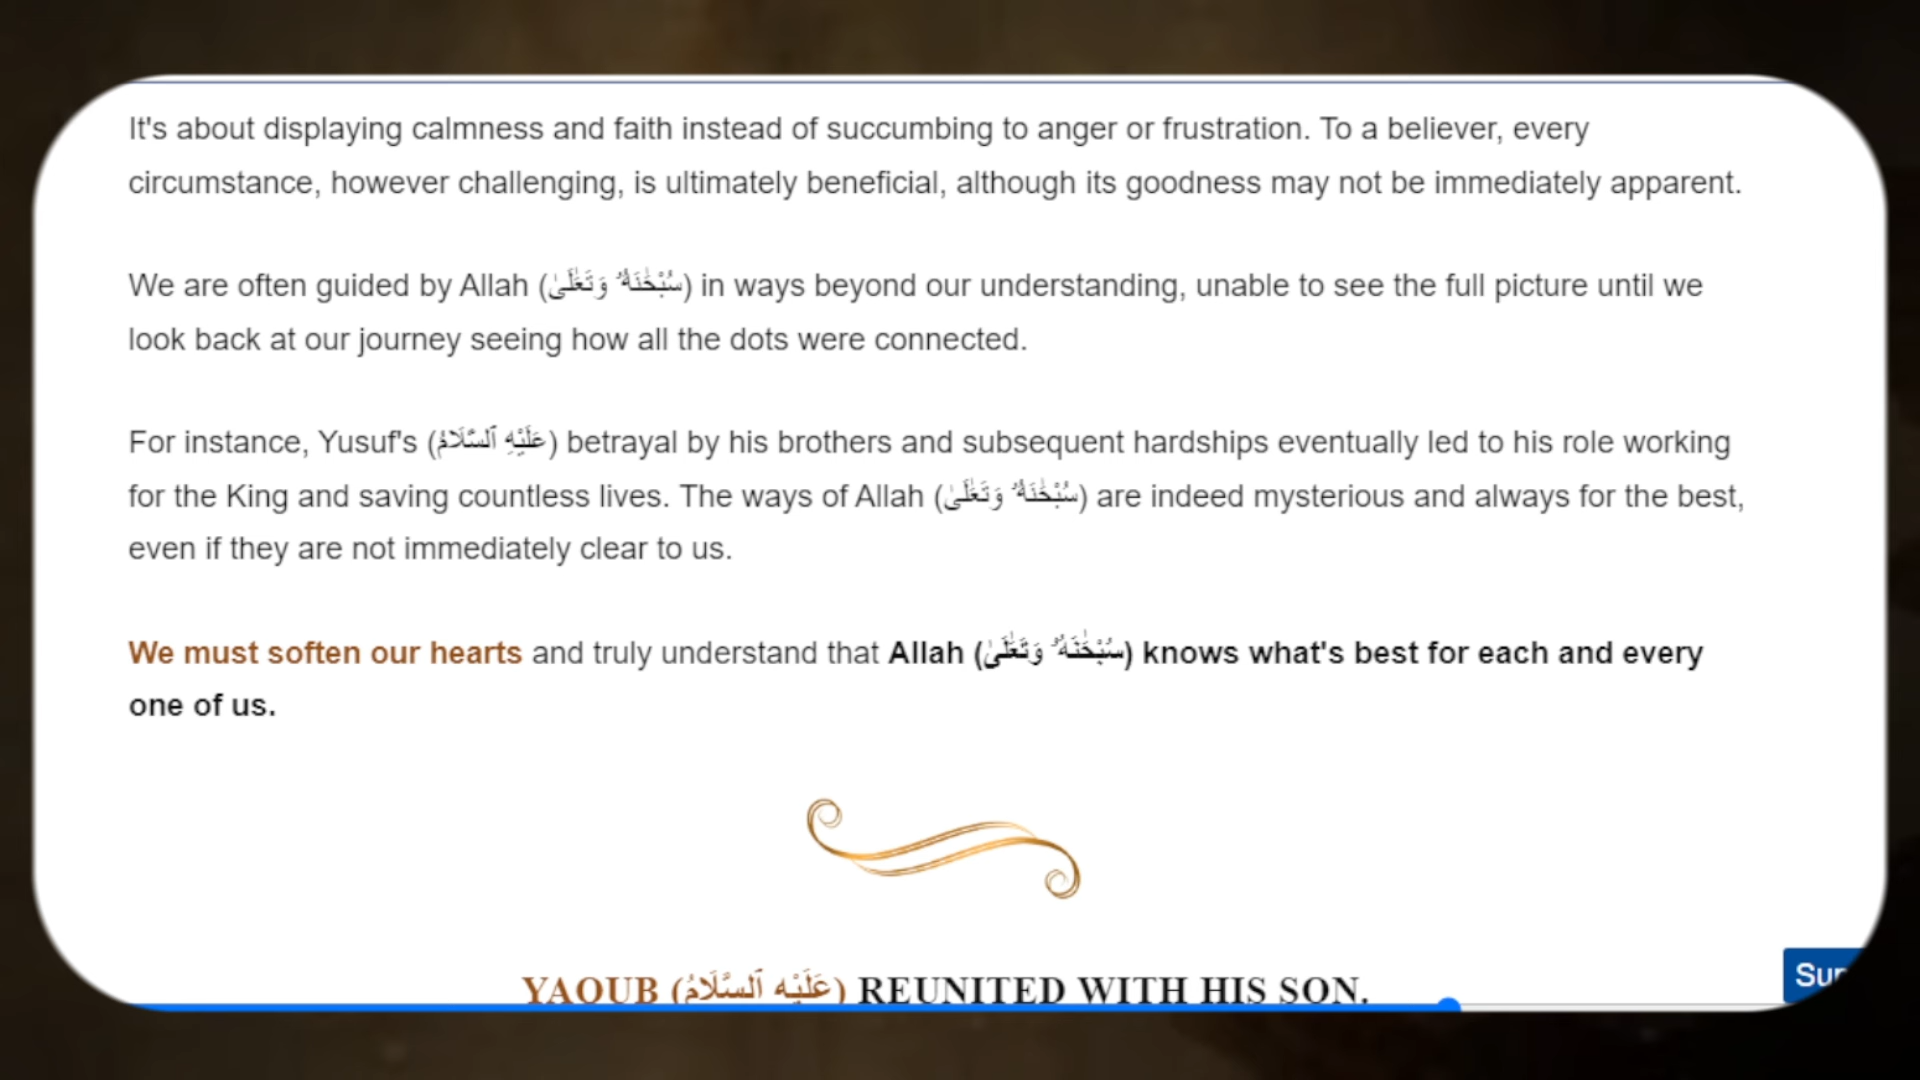 It's about displaying calmness and faith instead of succumbing to anger or frustration. To a believer, every
circumstance, however challenging, is ultimately beneficial, although its goodness may not be immediately apparent.
We are often guided by Allah (سُبْحَٰنَهُۥ وَتَعَٰلَىٰ) in ways beyond our understanding, unable to see the full picture until we
look back at our journey seeing how all the dots were connected.
For instance, Yusuf's (عَلَيْهِ ٱلسَّلَامُ) betrayal by his brothers and subsequent hardships eventually led to his role working
for the King and saving countless lives. The ways of Allah (سُبْحَٰنَهُۥ وَتَعَٰلَىٰ) are indeed mysterious and always for the best,
even if they are not immediately clear to us.
We must soften our hearts and truly understand that Allah (سُبْحَٰنَهُۥ وَتَعَٰلَىٰ) knows what's best for each and every
one of us.
YAOUB (عَلَيْهِ ٱلسَّلَامُ) REUNITED WITH HIS SON.